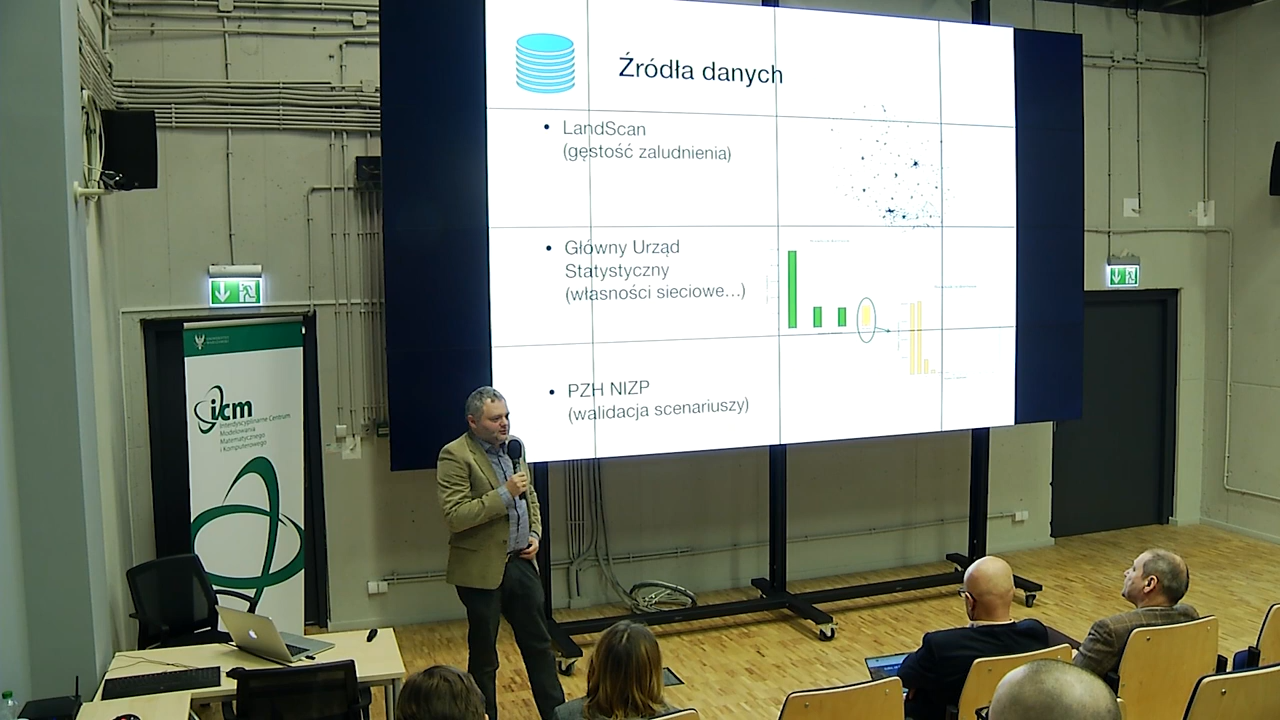 Źródła danych
• LandScan
(gęstość zaludnienia)
• Główny Urząd
Statystyczny
(własności sieciowe...)
• PZH NIZP
(walidacja scenariuszy)
icm
Interdyscyplinarne Centrum
Modelowania
Matematycznego
i Komputerowego